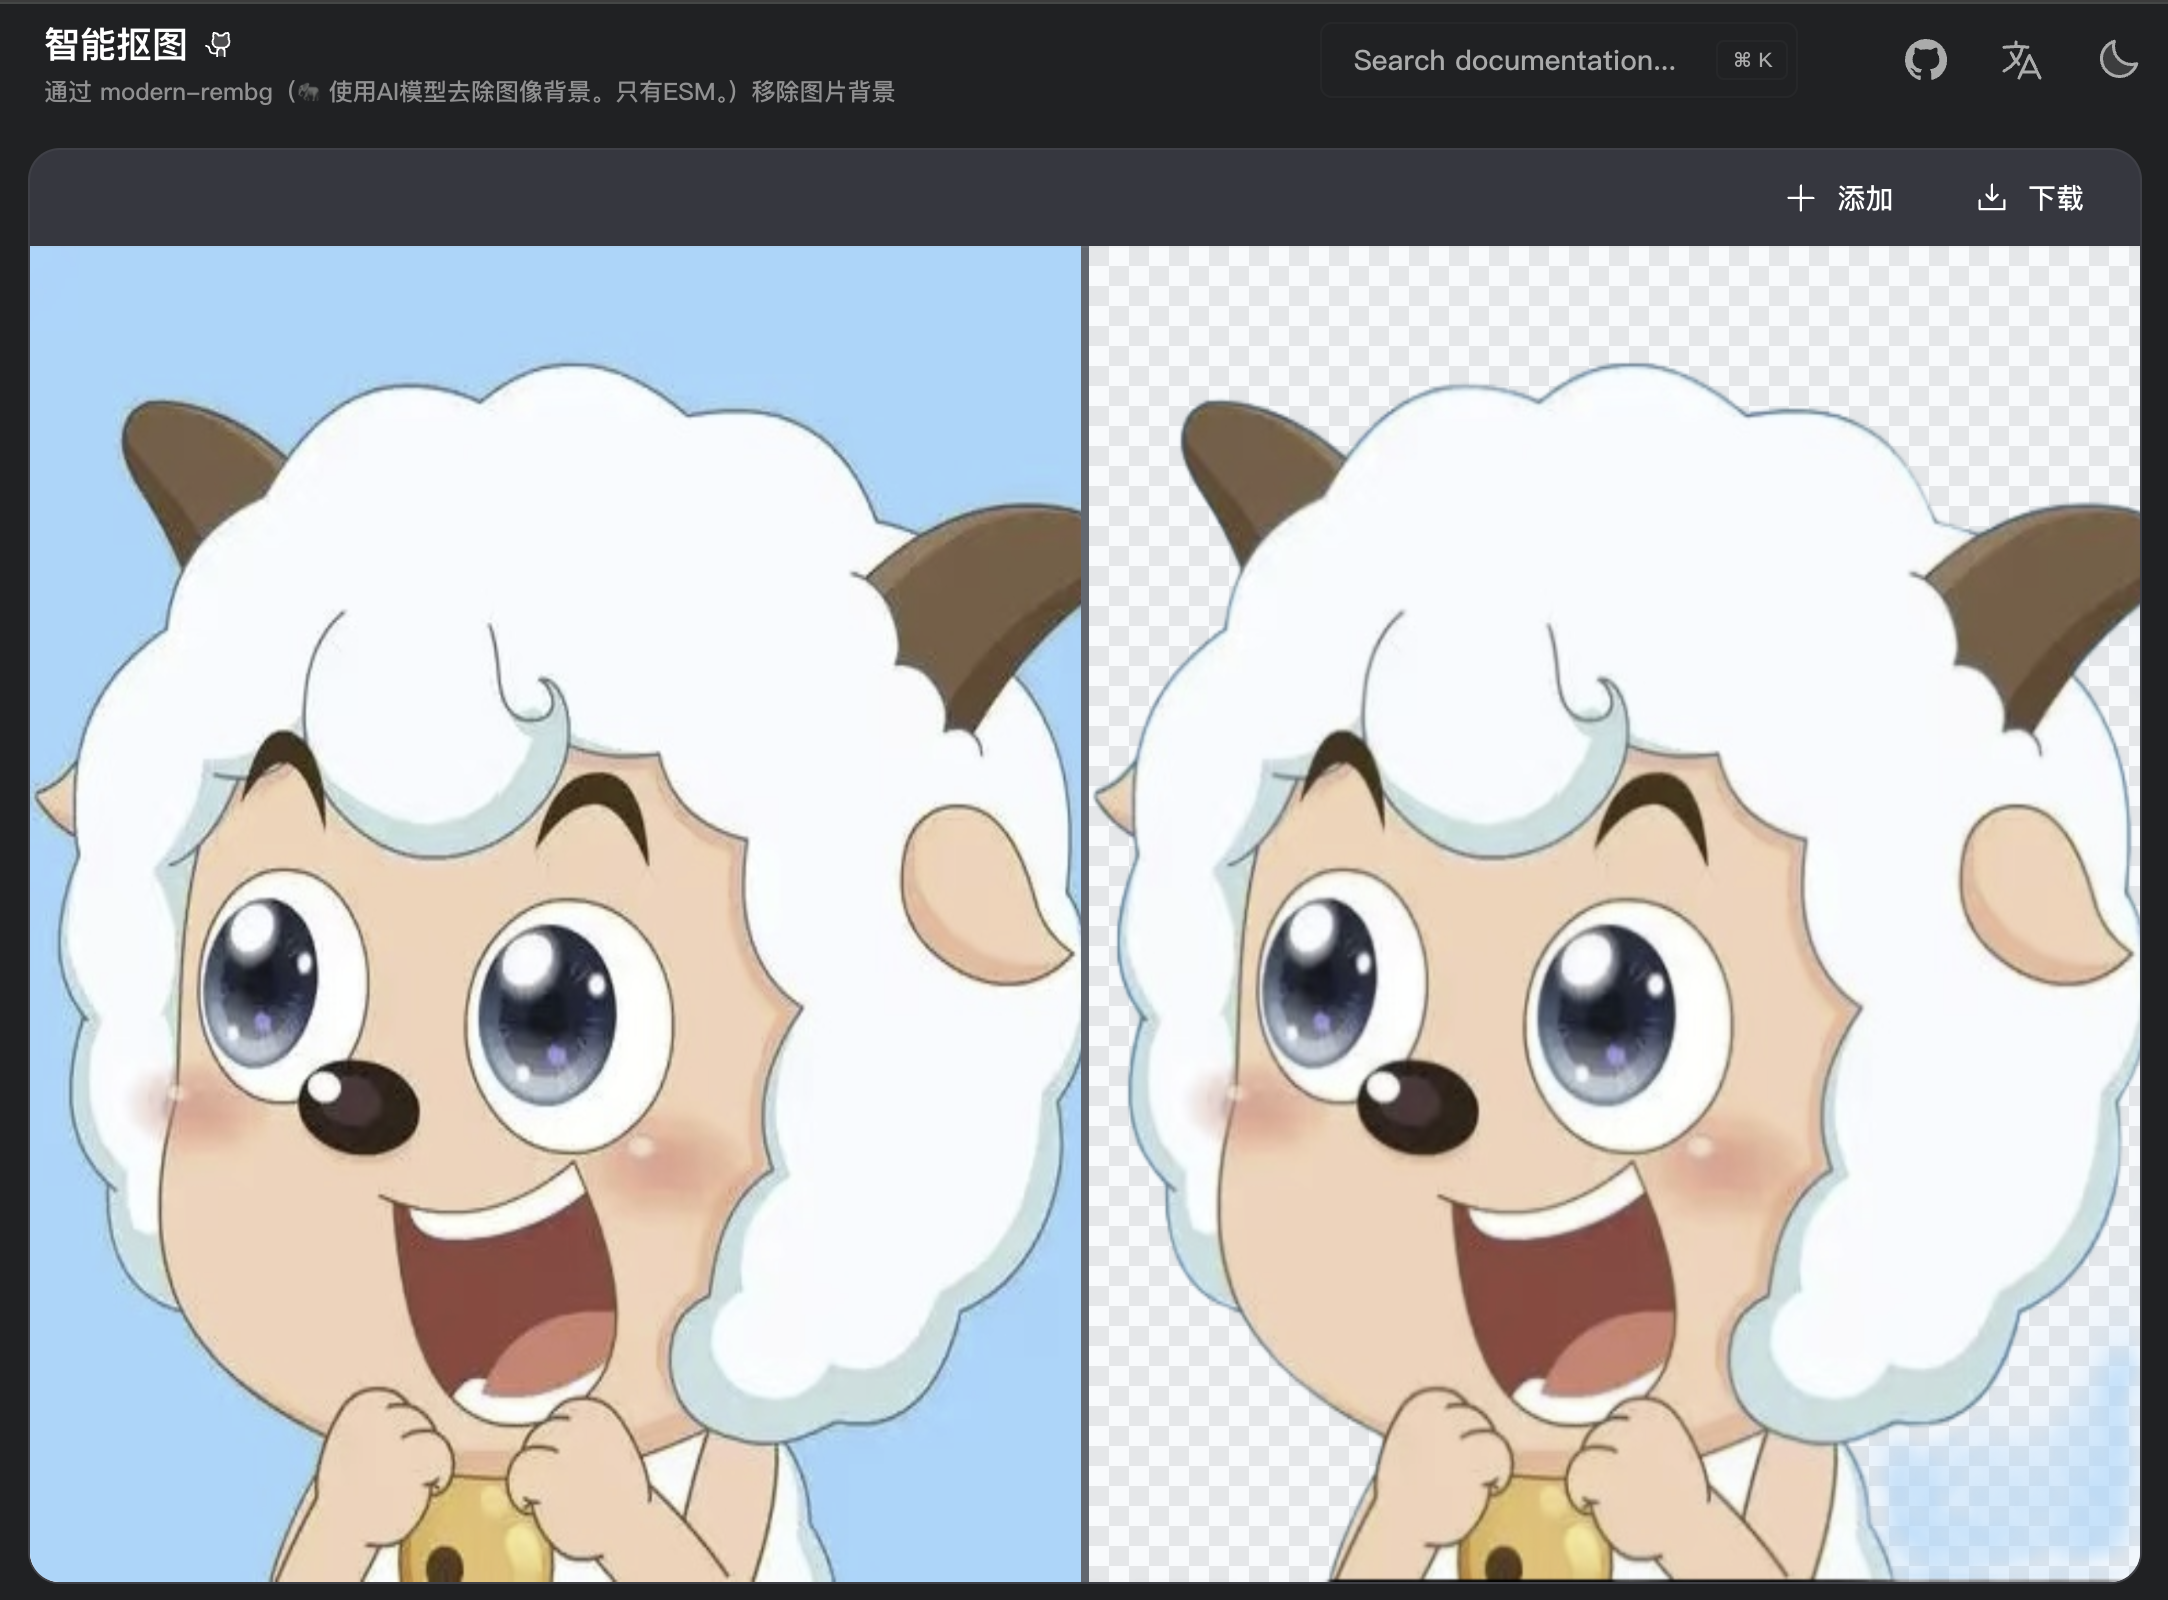 智能抠图
通过 modern-rembg（🦛 使用AI模型去除图像背景。只有ESM。）移除图片背景
Search documentation... ⌘ K
添加 下载